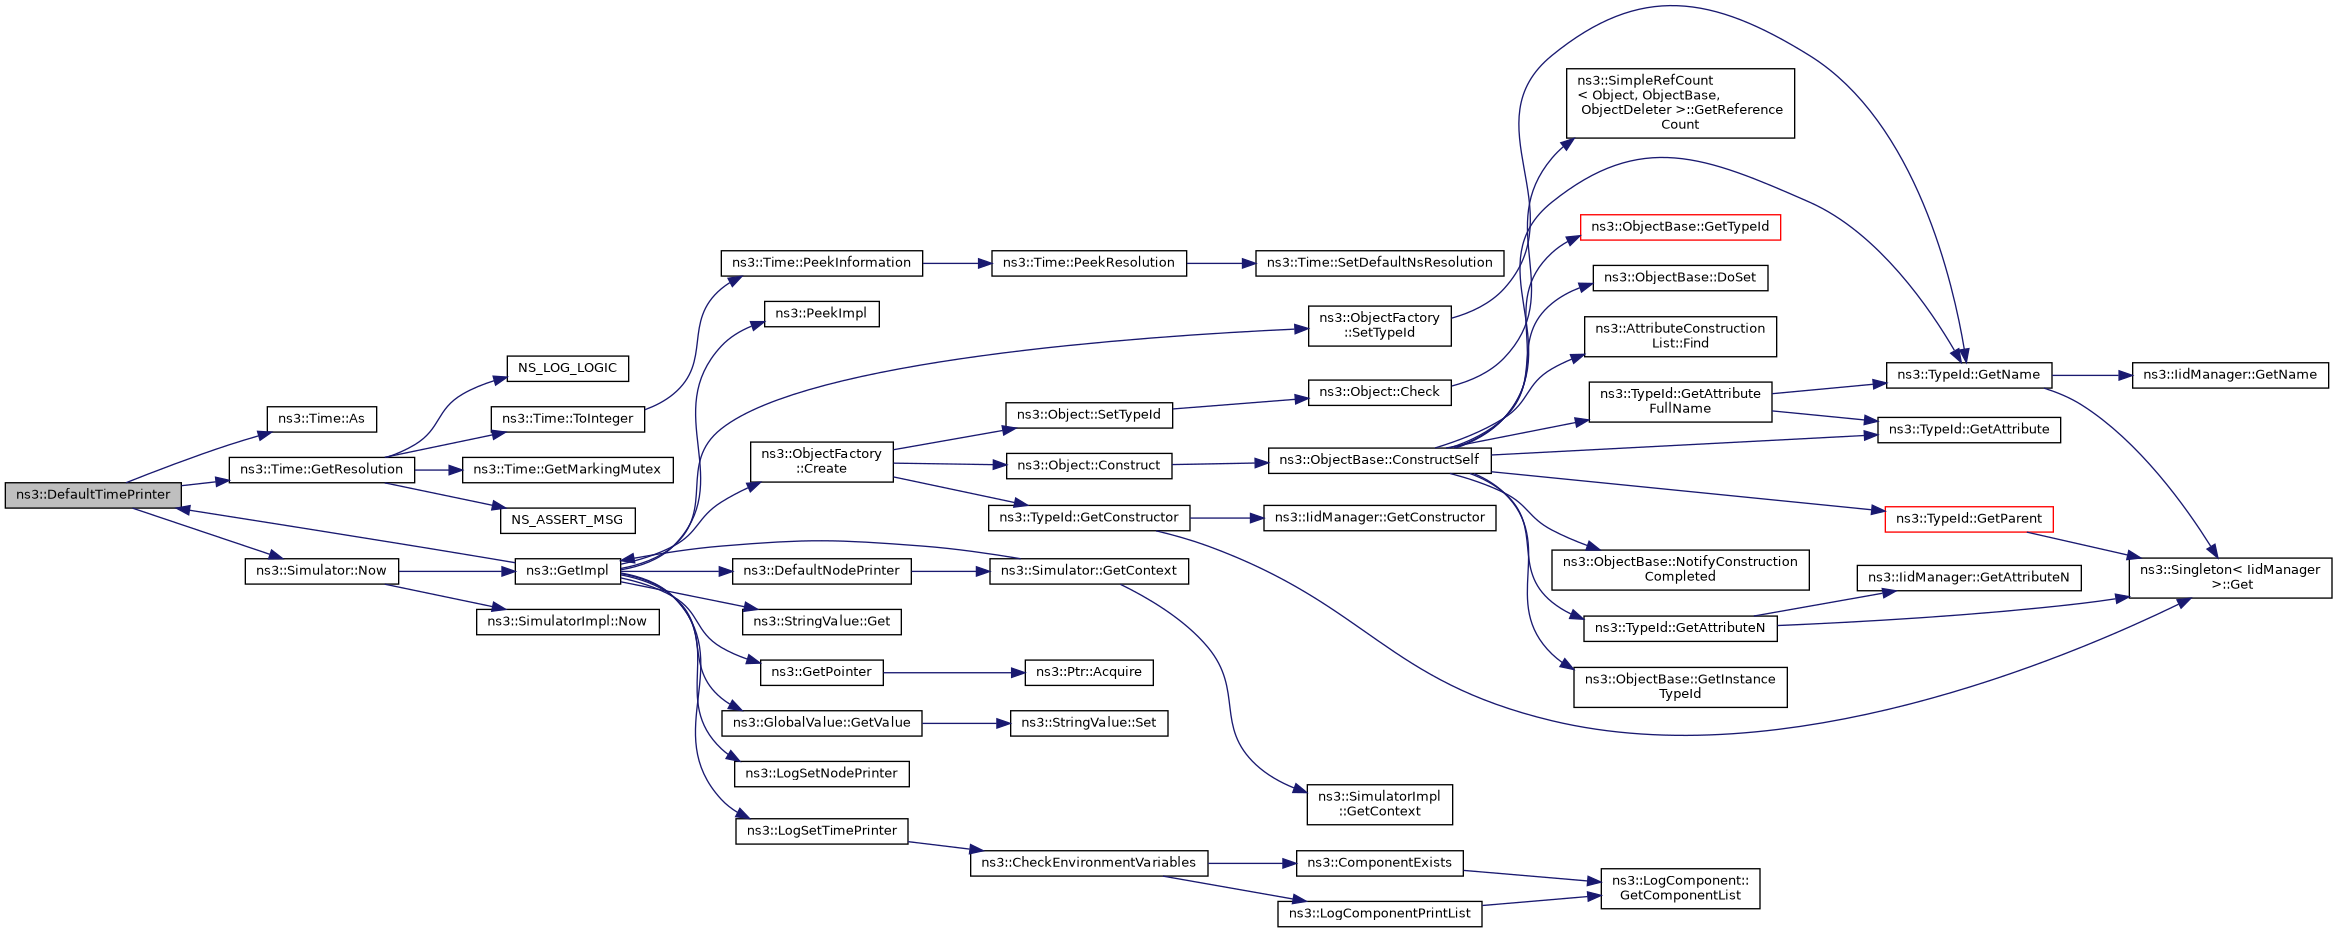 ns3::DefaultTimePrinter
ns3::Time::As
ns3::Time::GetResolution
ns3::Simulator::Now
NS_LOG_LOGIC
ns3::Time::ToInteger
ns3::Time::GetMarkingMutex
NS_ASSERT_MSG
ns3::GetImpl
ns3::SimulatorImpl::Now
ns3::Time::PeekInformation
ns3::PeekImpl
ns3::ObjectFactory
::Create
ns3::DefaultNodePrinter
ns3::StringValue::Get
ns3::GetPointer
ns3::GlobalValue::GetValue
ns3::LogSetNodePrinter
ns3::LogSetTimePrinter
ns3::Time::PeekResolution
ns3::Object::SetTypeId
ns3::Object::Construct
ns3::TypeId::GetConstructor
ns3::Simulator::GetContext
ns3::Ptr::Acquire
ns3::StringValue::Set
ns3::CheckEnvironmentVariables
ns3::Time::SetDefaultNsResolution
ns3::ObjectFactory
::SetTypeId
ns3::Object::Check
ns3::ObjectBase::ConstructSelf
ns3::IidManager::GetConstructor
ns3::SimulatorImpl
::GetContext
ns3::ComponentExists
ns3::LogComponentPrintList
ns3::SimpleRefCount
< Object, ObjectBase,
ObjectDeleter >::GetReference
Count
ns3::ObjectBase::GetTypeId
ns3::ObjectBase::DoSet
ns3::AttributeConstruction
List::Find
ns3::TypeId::GetAttribute
FullName
ns3::ObjectBase::NotifyConstruction
Completed
ns3::TypeId::GetAttributeN
ns3::ObjectBase::GetInstance
TypeId
ns3::LogComponent::
GetComponentList
ns3::TypeId::GetName
ns3::TypeId::GetAttribute
ns3::TypeId::GetParent
ns3::IidManager::GetAttributeN
ns3::IidManager::GetName
ns3::Singleton< IidManager
>::Get